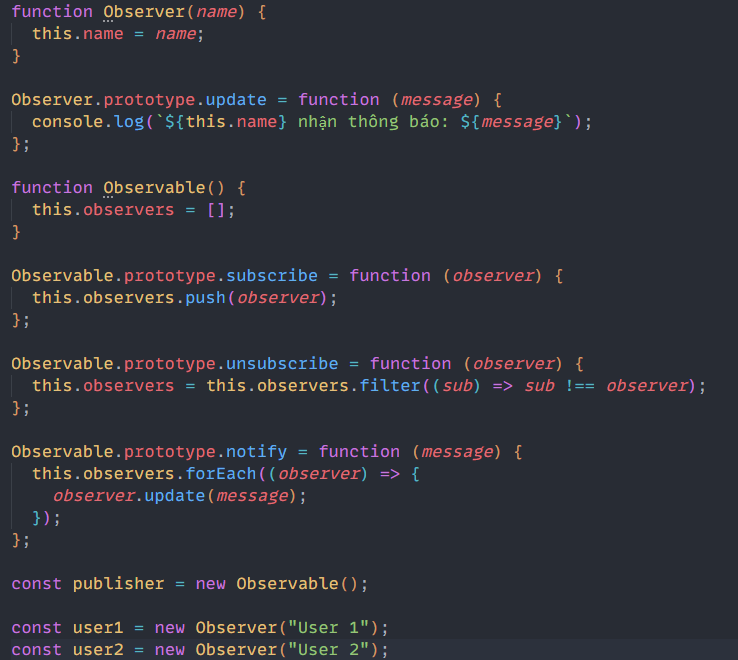 function Observer(name) {
this.name = name;
}
Observer.prototype.update = function (message) {
console.log(`${this.name} nhận thông báo: ${message}`);
};
function Observable() {
this.observers = [];
}
Observable.prototype.subscribe = function (observer) {
this.observers.push(observer);
};
Observable.prototype.unsubscribe = function (observer) {
this.observers = this.observers.filter((sub) => sub !== observer);
};
Observable.prototype.notify = function (message) {
this.observers.forEach((observer) => {
observer.update(message);
});
};
const publisher = new Observable();
const user1 = new Observer("User 1");
const user2 = new Observer("User 2");